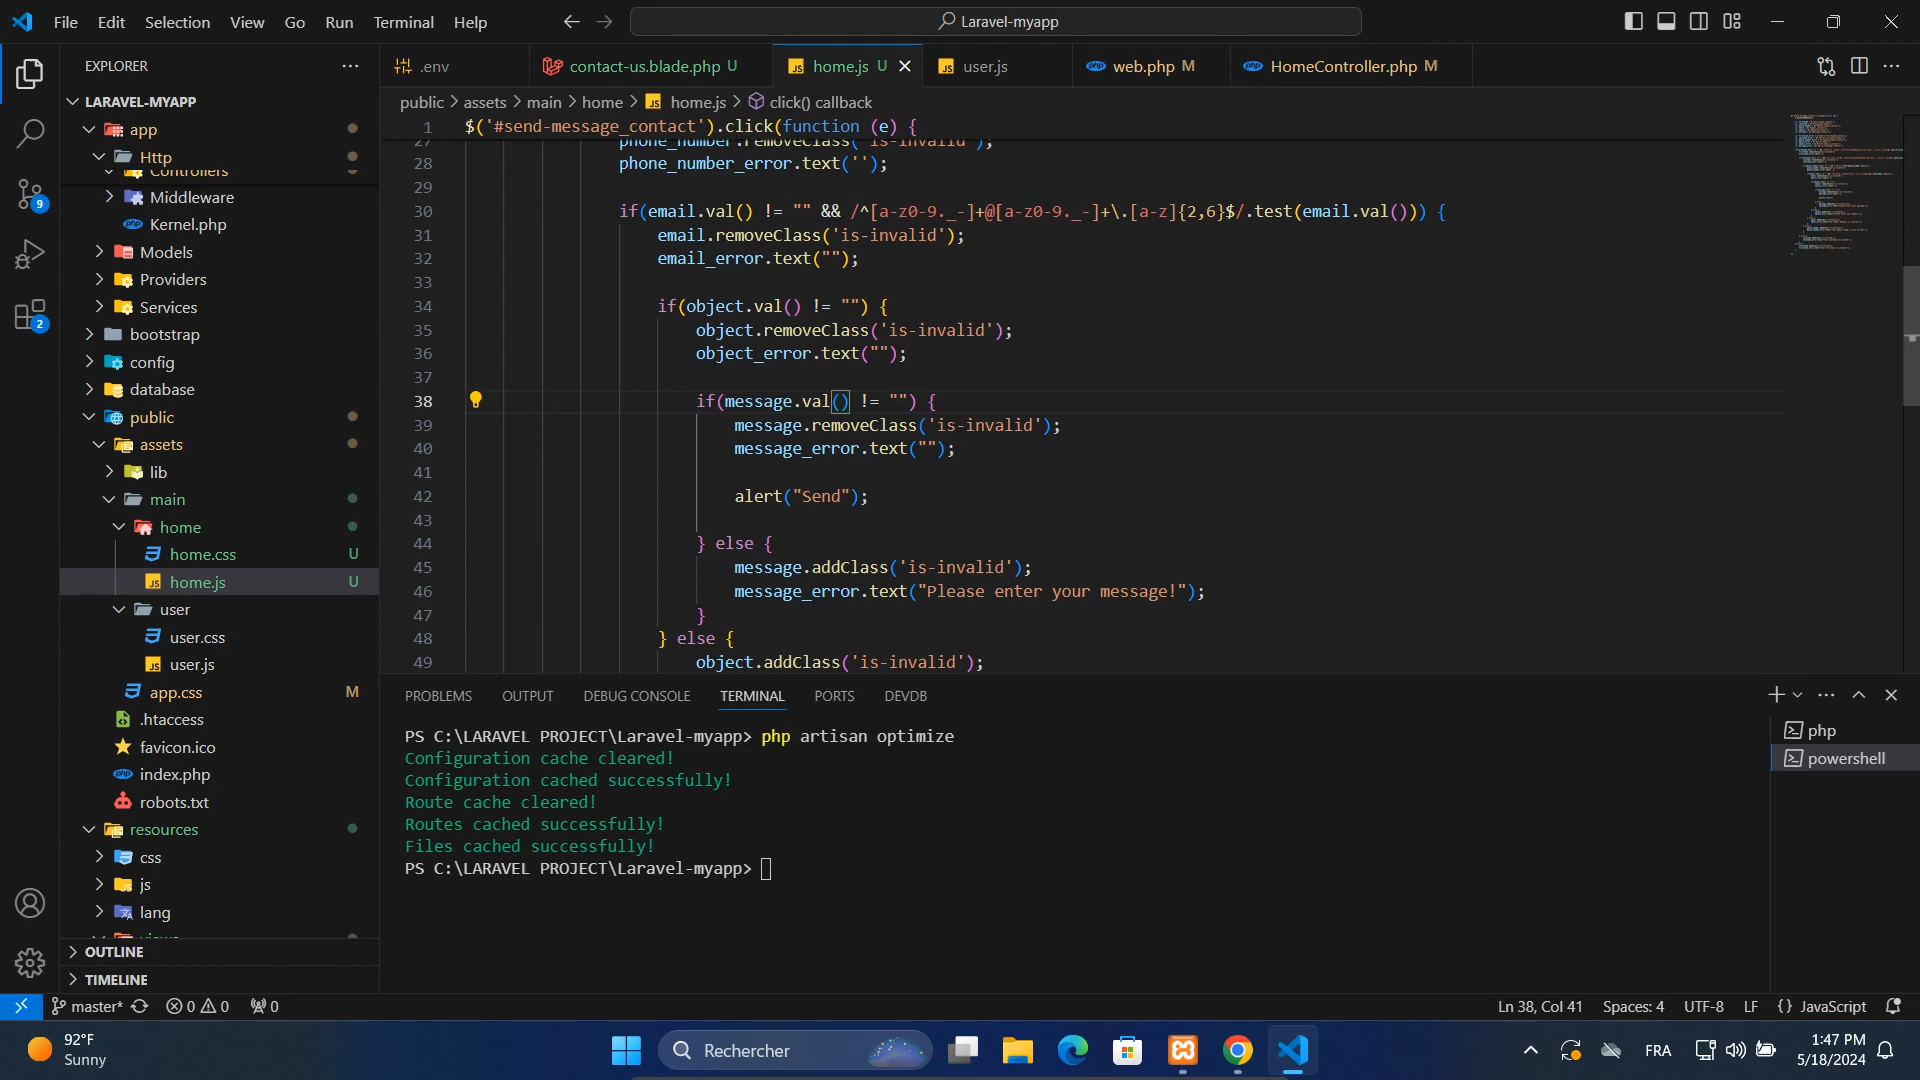 File Edit Selection View Go Run Terminal Help
Laravel-myapp
EXPLORER
.env
contact-us.blade.php U
home.js U
user.js
web.php M
HomeController.php M
public > assets > main > home > home.js > click() callback
LARAVEL-MYAPP
app
Http
Controllers
Middleware
Kernel.php
Models
Providers
Services
bootstrap
config
database
public
assets
lib
main
home
home.css U
home.js U
user
user.css
user.js
app.css M
.htaccess
favicon.ico
index.php
robots.txt
resources
css
js
lang
views
OUTLINE
TIMELINE
1 $('#send-message_contact').click(function (e) {
27 phone_number.removeClass('is-invalid');
28 phone_number_error.text('');
29
30 if(email.val() != "" && /^[a-z0-9._-]+@[a-z0-9._-]+\.[a-z]{2,6}$/.test(email.val())) {
31 email.removeClass('is-invalid');
32 email_error.text("");
33
34 if(object.val() != "") {
35 object.removeClass('is-invalid');
36 object_error.text("");
37
38 if(message.val() != "") {
39 message.removeClass('is-invalid');
40 message_error.text("");
41
42 alert("Send");
43
44 } else {
45 message.addClass('is-invalid');
46 message_error.text("Please enter your message!");
47 }
48 } else {
49 object.addClass('is-invalid');
PROBLEMS OUTPUT DEBUG CONSOLE TERMINAL PORTS DEVDB
PS C:\LARAVEL PROJECT\Laravel-myapp> php artisan optimize
Configuration cache cleared!
Configuration cached successfully!
Route cache cleared!
Routes cached successfully!
Files cached successfully!
PS C:\LARAVEL PROJECT\Laravel-myapp>
php
powershell
9
2
master* 0 0 0
Ln 38, Col 41 Spaces: 4 UTF-8 LF {} JavaScript
92°F
Sunny
Rechercher
FRA
1:47 PM
5/18/2024